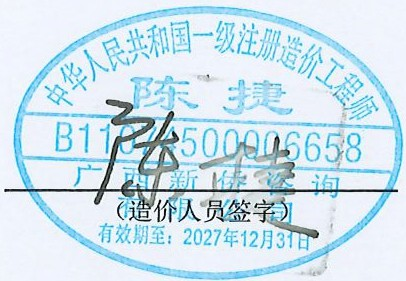 中华人民共和国一级注册造价工程师
陈捷
B11 4500006658
广西新侨咨询
陈捷
(造价人员签字)
有效期至：2027年12月31日